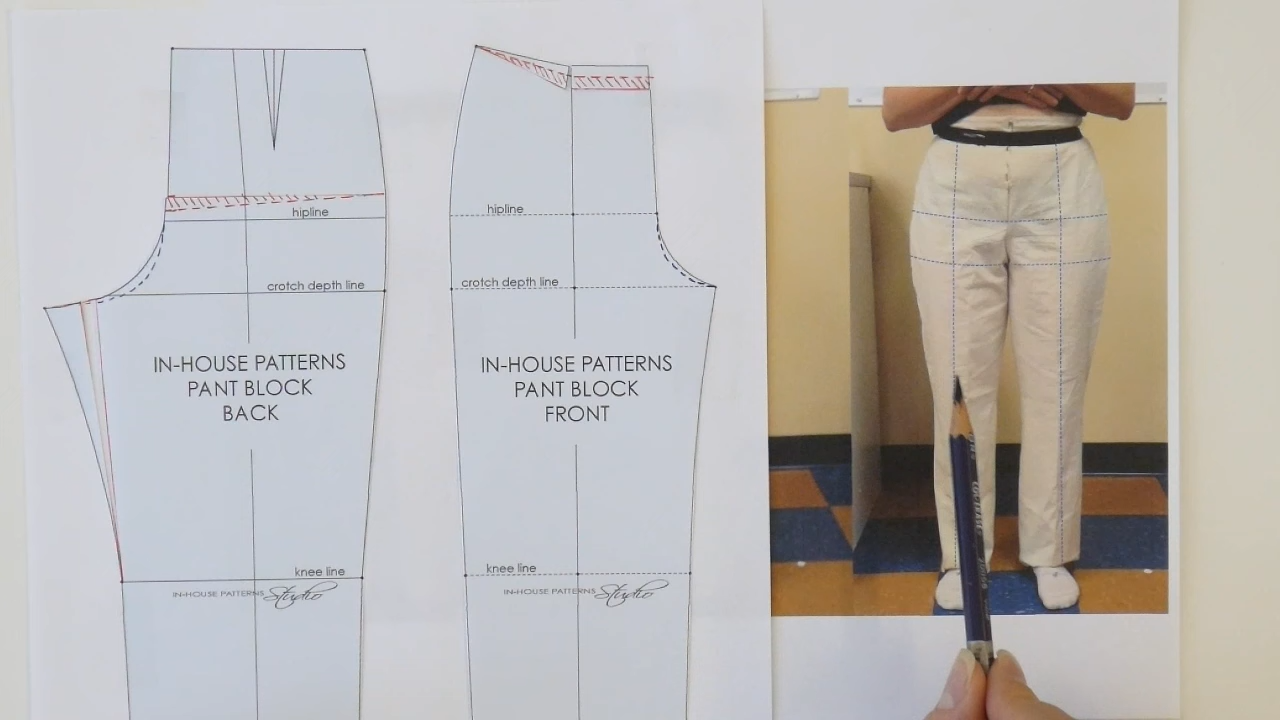 hipline
crotch depth line
IN-HOUSE PATTERNS
PANT BLOCK
BACK
knee line
IN-HOUSE PATTERNS Studio
hipline
crotch depth line
IN-HOUSE PATTERNS
PANT BLOCK
FRONT
knee line
IN-HOUSE PATTERNS Studio